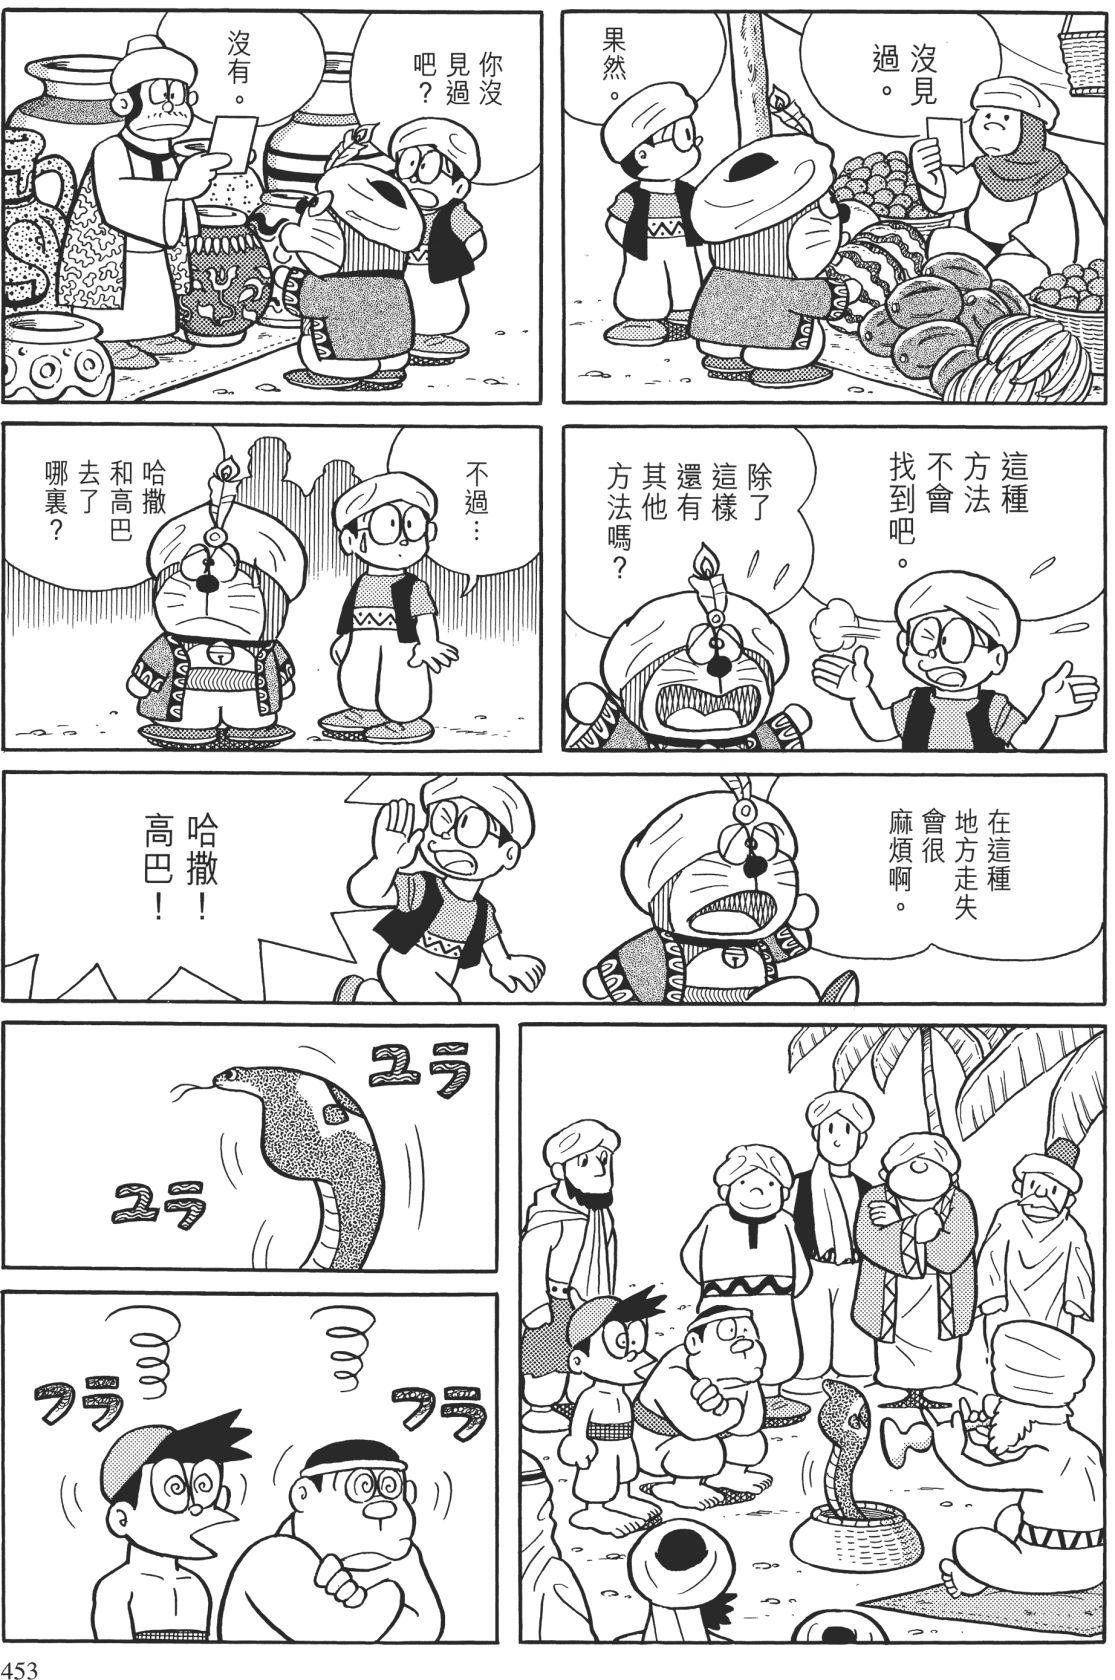 沒見
過。
果然。
你沒
見過
吧？
沒有。
這種
方法
不會
找到吧。
除了
這樣
還有
其他
方法嗎？
不過…
哈撒
和高巴
去了
哪裏？
在這種
地方走失
會很
麻煩啊。
哈撒！
高巴！
ユラ
ユラ
フラ
フラ
453